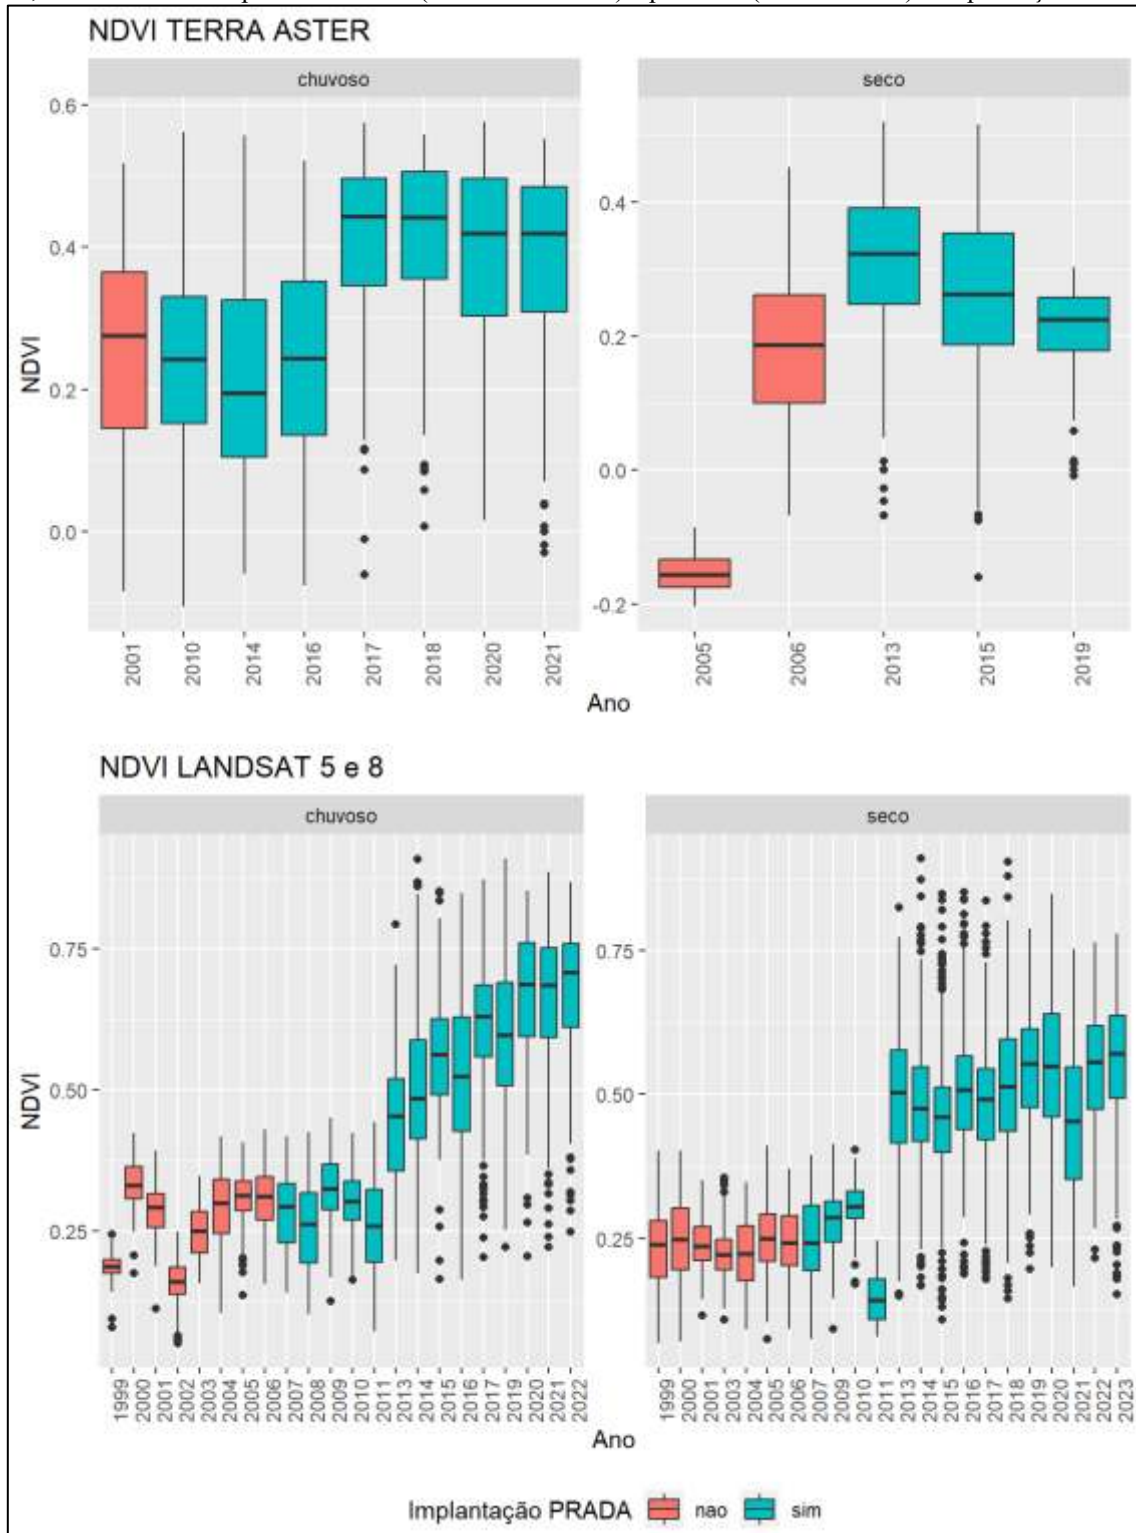 NDVI TERRA ASTER
chuvoso
seco
NDVI
0.6
0.4
0.2
0.0
0.4
0.2
0.0
-0.2
2001 2010 2014 2016 2017 2018 2020 2021
2005 2006 2013 2015 2019
Ano
NDVI LANDSAT 5 e 8
chuvoso
seco
NDVI
0.75
0.50
0.25
0.75
0.50
0.25
1999 2000 2001 2002 2003 2004 2005 2006 2007 2008 2009 2010 2011 2013 2014 2015 2016 2017 2019 2020 2021 2022
1999 2000 2001 2003 2004 2005 2006 2007 2009 2010 2011 2013 2014 2015 2016 2017 2018 2019 2020 2021 2022 2023
Ano
Implantação PRADA nao sim